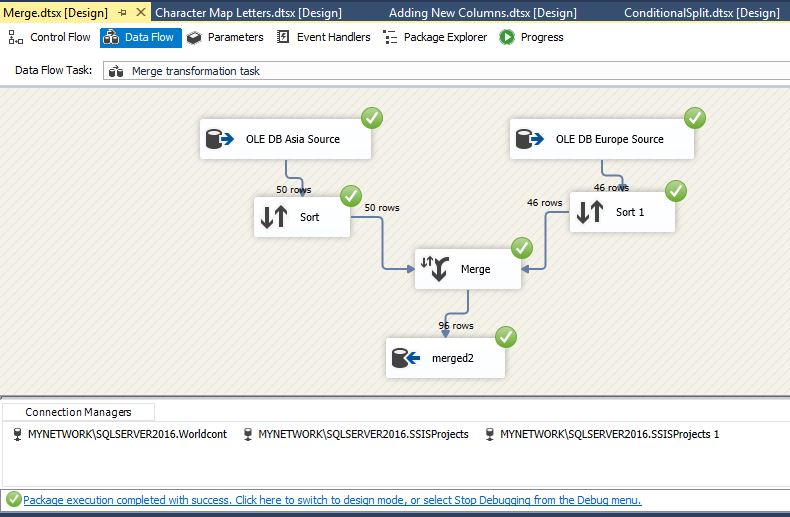 Merge.dtsx [Design] Character Map Letters.dtsx [Design] Adding New Columns.dtsx [Design] ConditionalSplit.dtsx [Design]
Control Flow Data Flow Parameters Event Handlers Package Explorer Progress
Data Flow Task: Merge transformation task
OLE DB Asia Source OLE DB Europe Source
50 rows 46 rows
Sort 50 rows 46 rows Sort 1
Merge
96 rows
merged2
Connection Managers
MYNETWORK\SQLSERVER2016.Worldcont MYNETWORK\SQLSERVER2016.SSISProjects MYNETWORK\SQLSERVER2016.SSISProjects 1
Package execution completed with success. Click here to switch to design mode, or select Stop Debugging from the Debug menu.